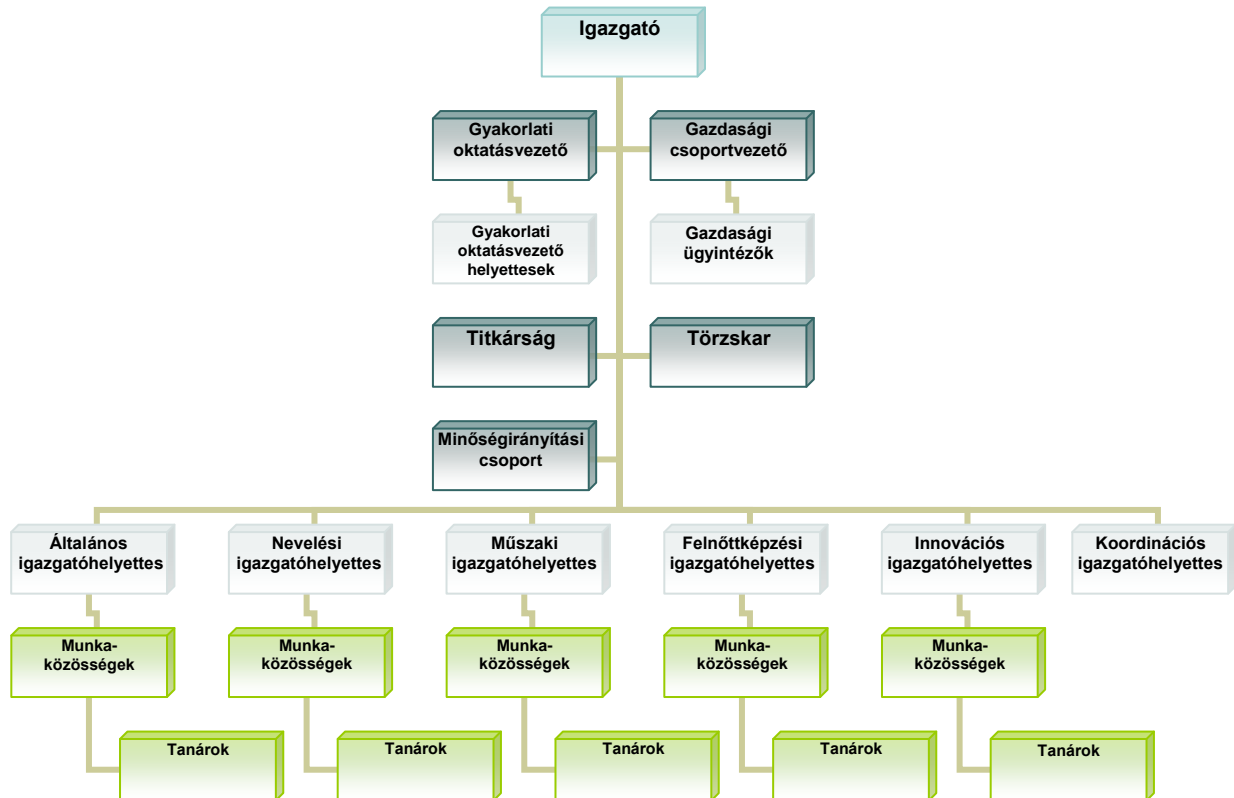 Igazgató
Gyakorlati
oktatásvezető
Gazdasági
csoportvezető
Gyakorlati
oktatásvezető
helyettesek
Gazdasági
ügyintézők
Titkárság
Törzskar
Minőségirányítási
csoport
Általános
igazgatóhelyettes
Nevelési
igazgatóhelyettes
Műszaki
igazgatóhelyettes
Felnőttképzési
igazgatóhelyettes
Innovációs
igazgatóhelyettes
Koordinációs
igazgatóhelyettes
Munka-
közösségek
Munka-
közösségek
Munka-
közösségek
Munka-
közösségek
Munka-
közösségek
Tanárok
Tanárok
Tanárok
Tanárok
Tanárok